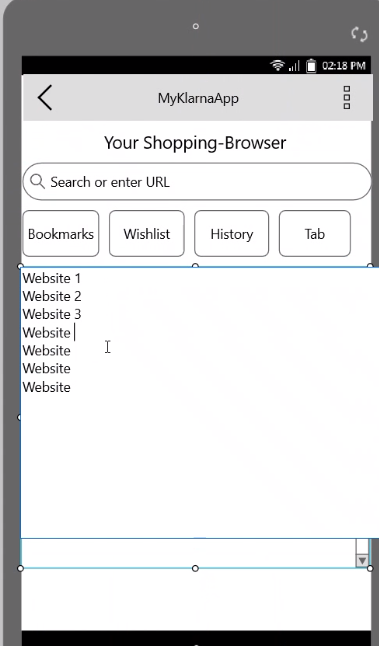 02:18 PM
MyKlarnaApp
Your Shopping-Browser
Search or enter URL
Bookmarks Wishlist History Tab
Website 1
Website 2
Website 3
Website
Website
Website
Website